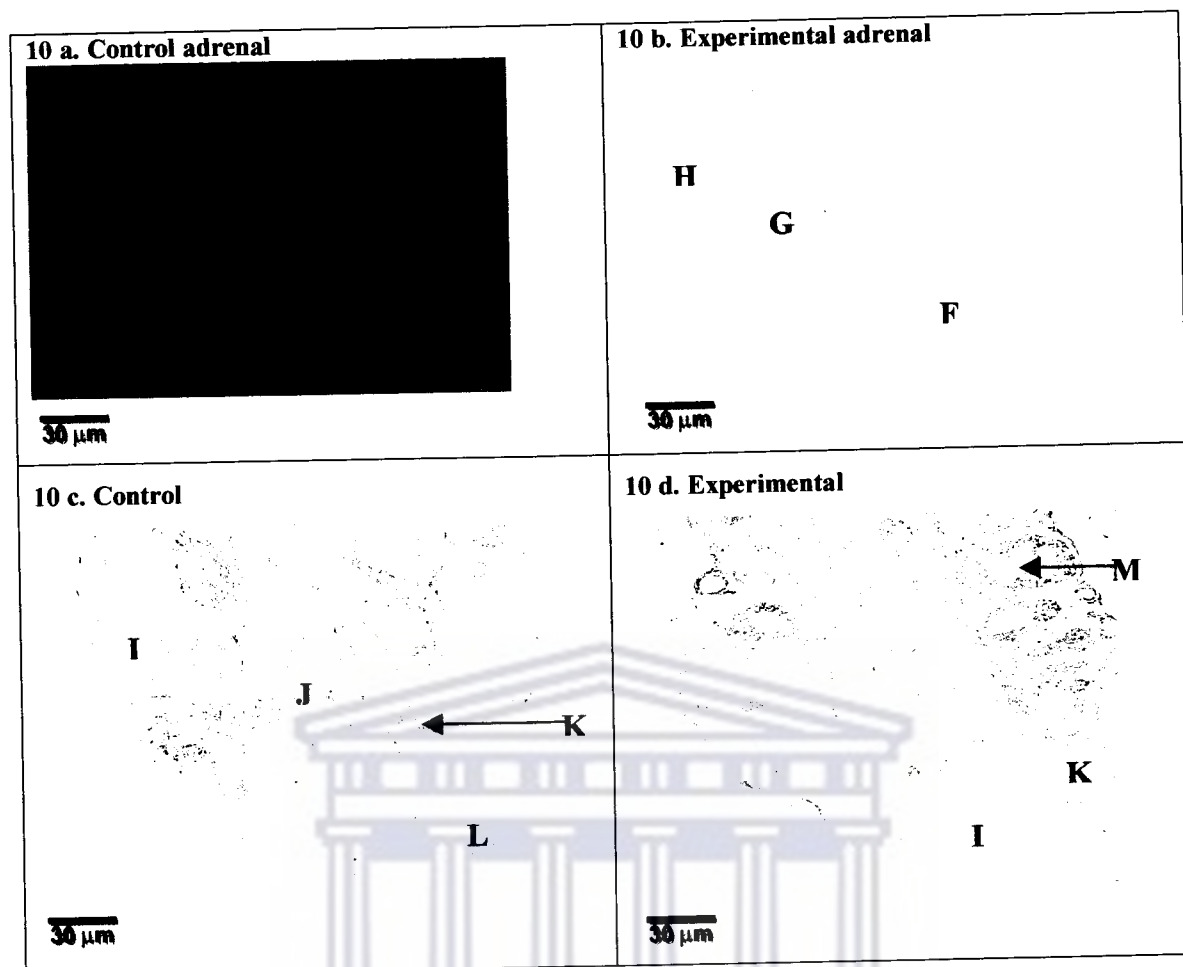 10 a. Control adrenal
30 μm
10 b. Experimental adrenal
H
G
F
30 μm
10 c. Control
I
J
K
L
30 μm
10 d. Experimental
M
K
I
30 μm